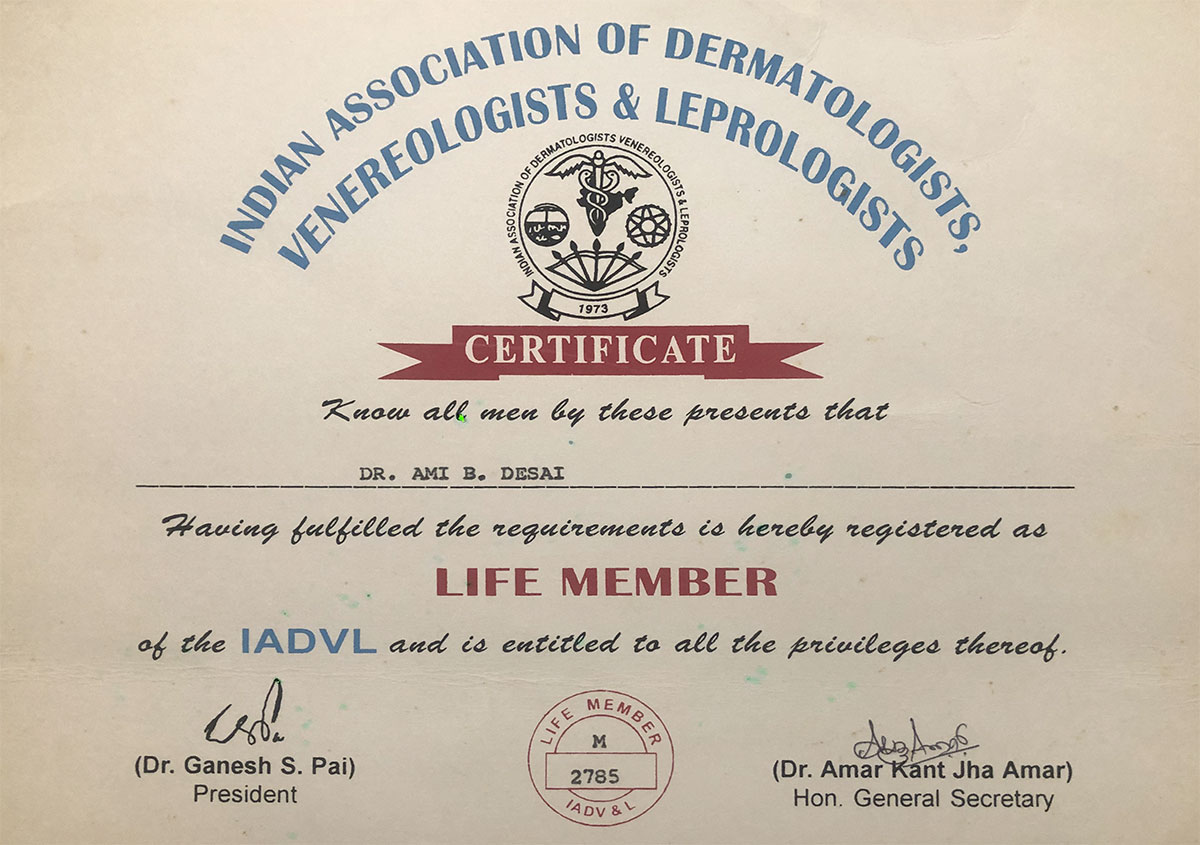 INDIAN ASSOCIATION OF DERMATOLOGISTS,
VENEREOLOGISTS & LEPROLOGISTS
INDIAN ASSOCIATION OF DERMATOLOGISTS VENEREOLOGISTS & LEPROLOGISTS
1973
CERTIFICATE
Know all men by these presents that
DR. AMI B. DESAI
Having fulfilled the requirements is hereby registered as
LIFE MEMBER
of the IADVL and is entitled to all the privileges thereof.
(Dr. Ganesh S. Pai)
President
LIFE MEMBER
M
2785
IADV & L
(Dr. Amar Kant Jha Amar)
Hon. General Secretary